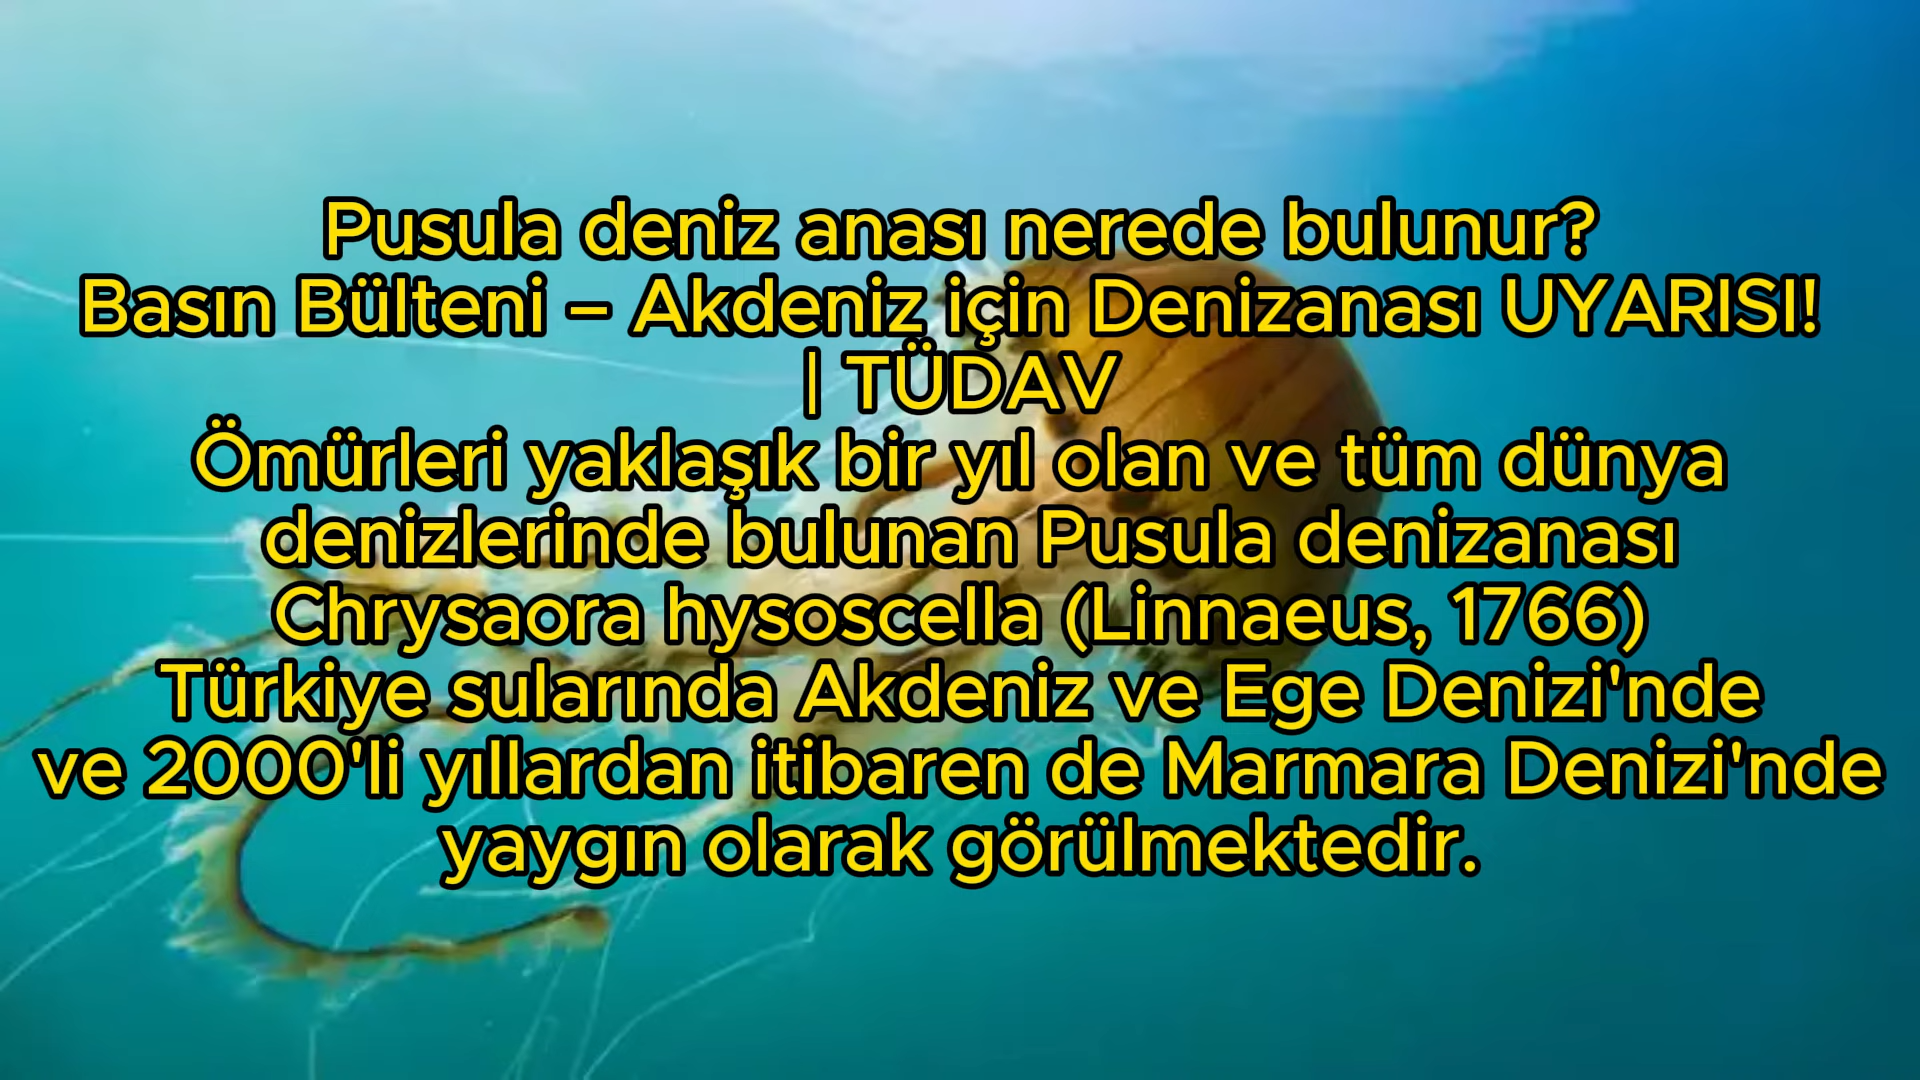 Pusula deniz anası nerede bulunur?
Basın Bülteni – Akdeniz için Denizanası UYARISI!
| TÜDAV
Ömürleri yaklaşık bir yıl olan ve tüm dünya
denizlerinde bulunan Pusula denizanası
Chrysaora hysoscella (Linnaeus, 1766)
Türkiye sularında Akdeniz ve Ege Denizi'nde
ve 2000'li yıllardan itibaren de Marmara Denizi'nde
yaygın olarak görülmektedir.